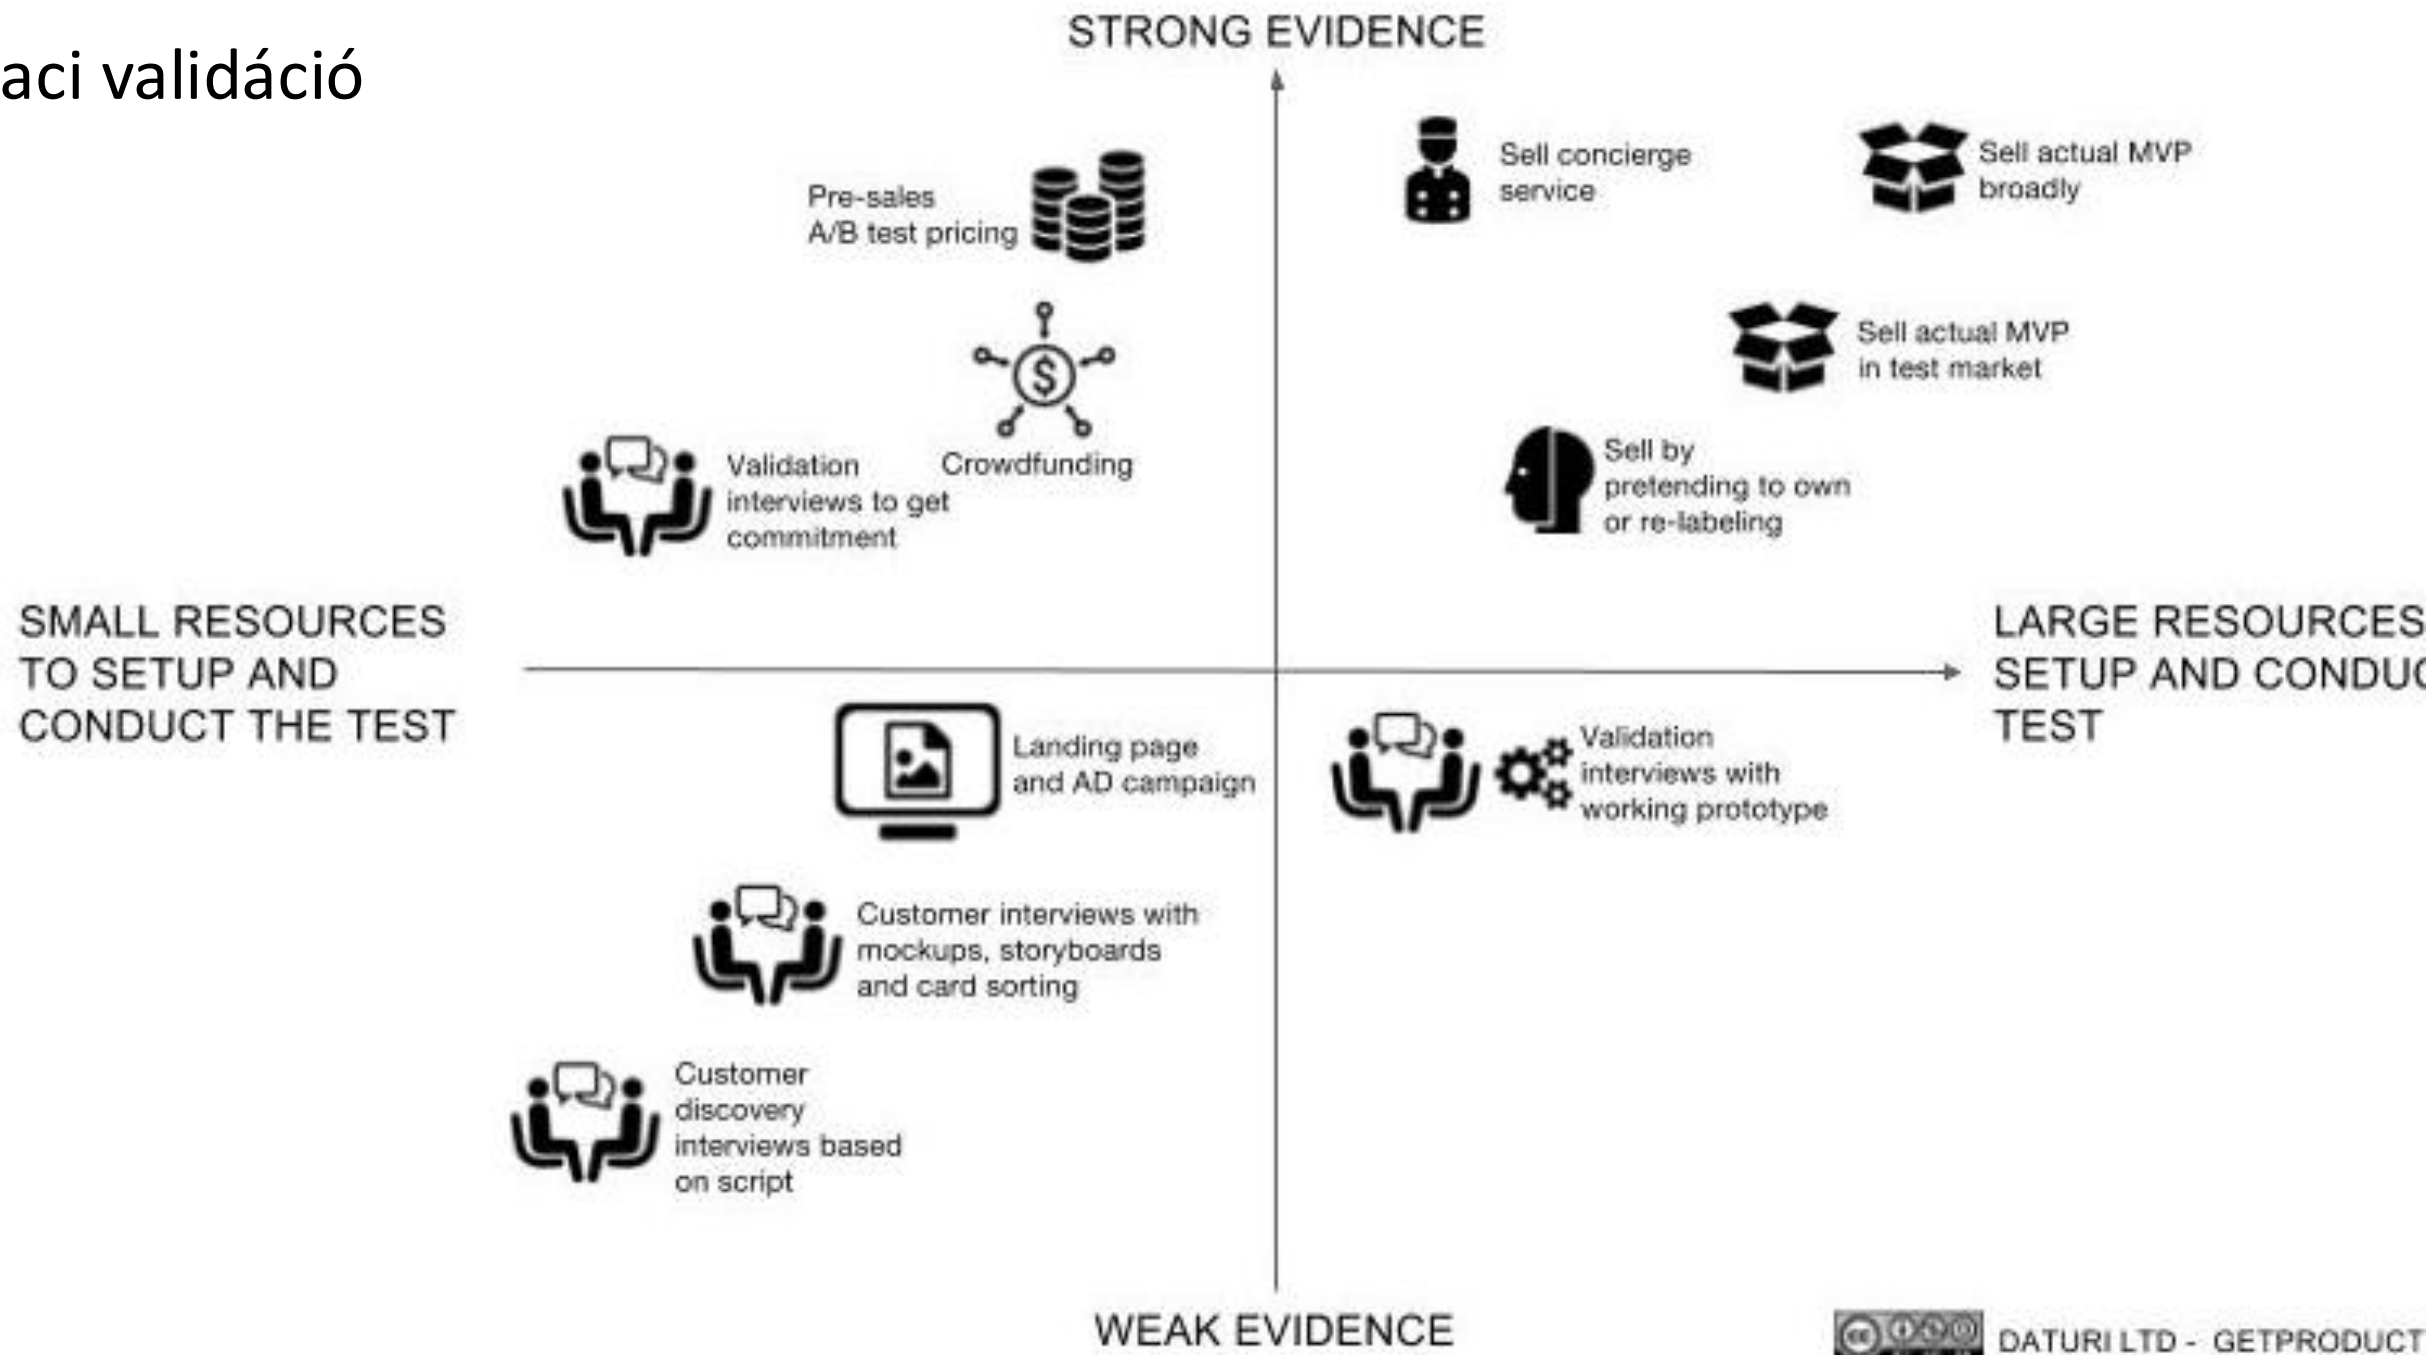 aci validáció
STRONG EVIDENCE
Pre-sales
A/B test pricing
Sell concierge
service
Sell actual MVP
broadly
Crowdfunding
Sell actual MVP
in test market
Validation
interviews to get
commitment
Sell by
pretending to own
or re-labeling
SMALL RESOURCES
TO SETUP AND
CONDUCT THE TEST
LARGE RESOURCES
SETUP AND CONDUC
TEST
Landing page
and AD campaign
Validation
interviews with
working prototype
Customer interviews with
mockups, storyboards
and card sorting
Customer
discovery
interviews based
on script
WEAK EVIDENCE
cc
DATURI LTD - GETPRODUCT